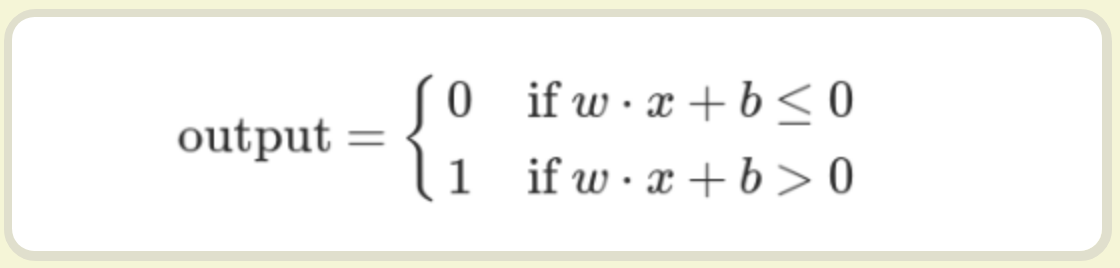 output = { 0 if w · x + b ≤ 0
1 if w · x + b > 0